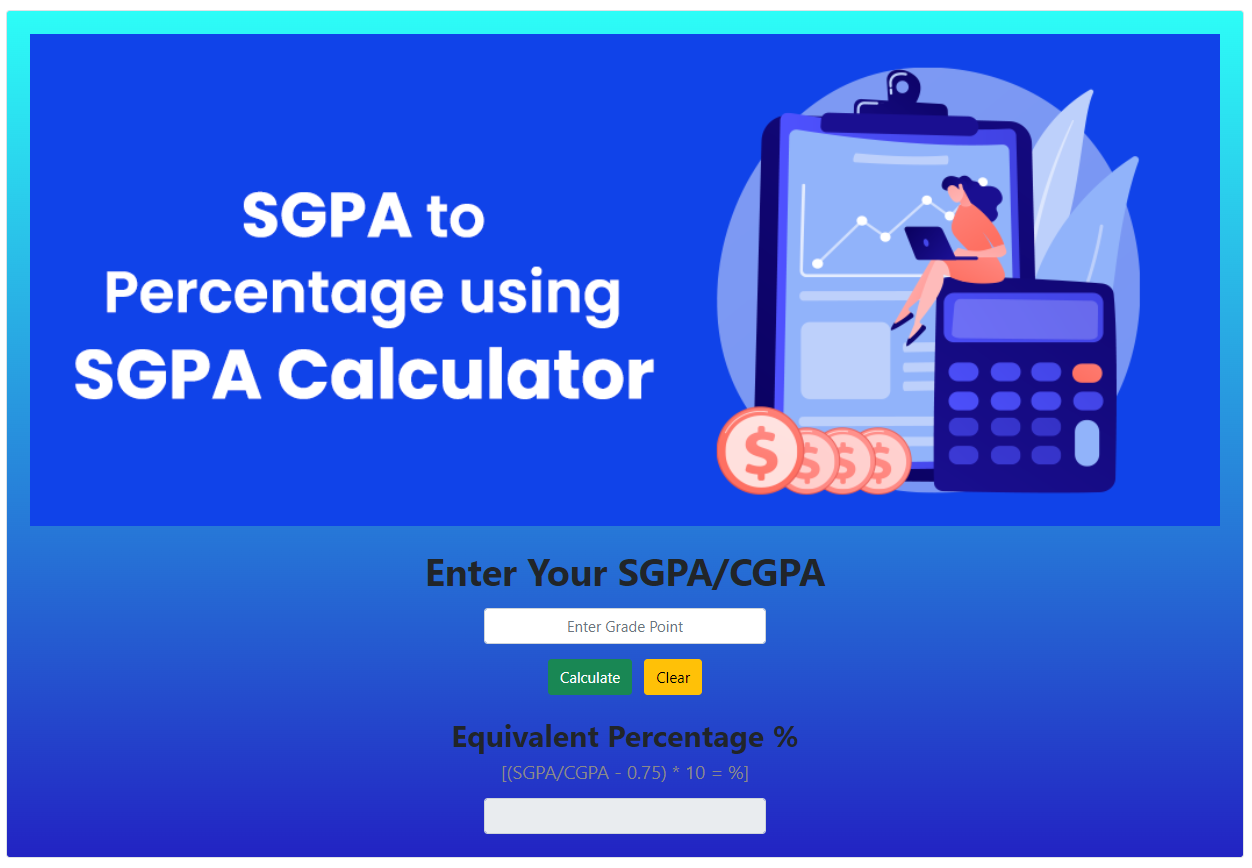 SGPA to
Percentage using
SGPA Calculator
$ $ $ $
Enter Your SGPA/CGPA
Enter Grade Point
Calculate Clear
Equivalent Percentage %
[(SGPA/CGPA - 0.75) * 10 = %]